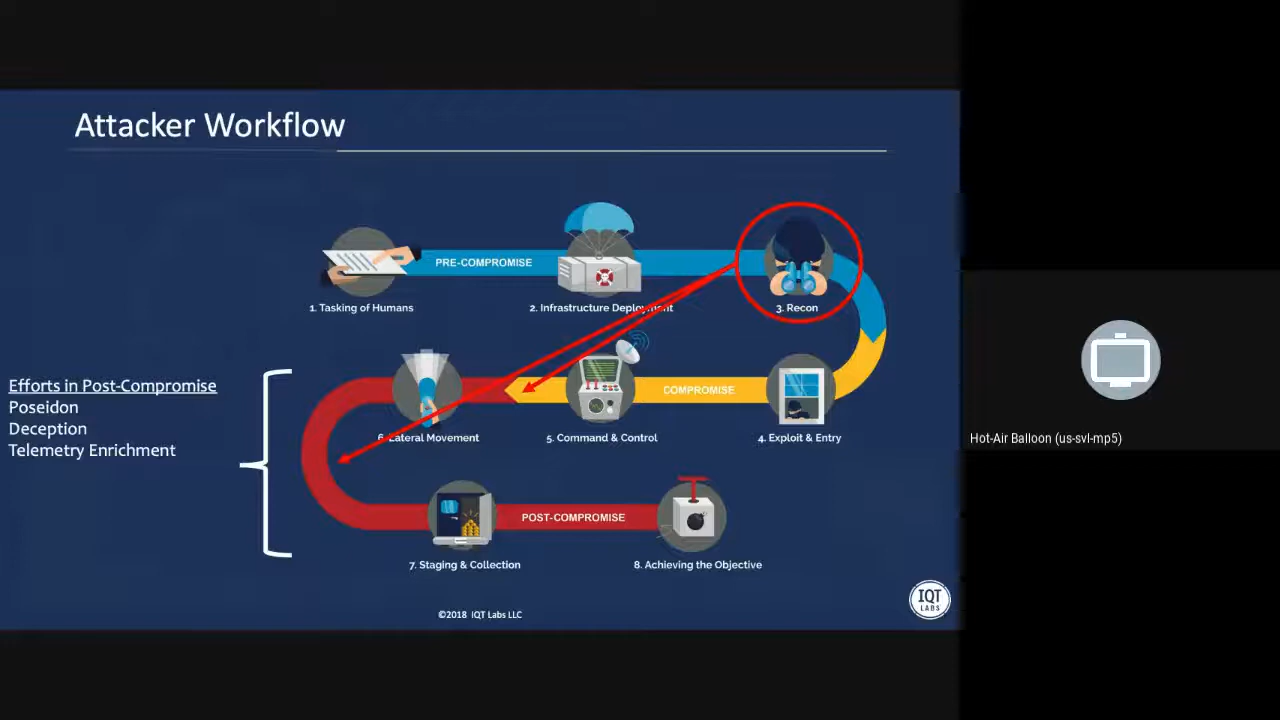 Attacker Workflow
PRE-COMPROMISE
1. Tasking of Humans
2. Infrastructure Deployment
3. Recon
COMPROMISE
6. Lateral Movement
5. Command & Control
4. Exploit & Entry
Efforts in Post-Compromise
Poseidon
Deception
Telemetry Enrichment
POST-COMPROMISE
7. Staging & Collection
8. Achieving the Objective
©2018 IQT Labs LLC
IQT
LABS
Hot-Air Balloon (us-svl-mp5)